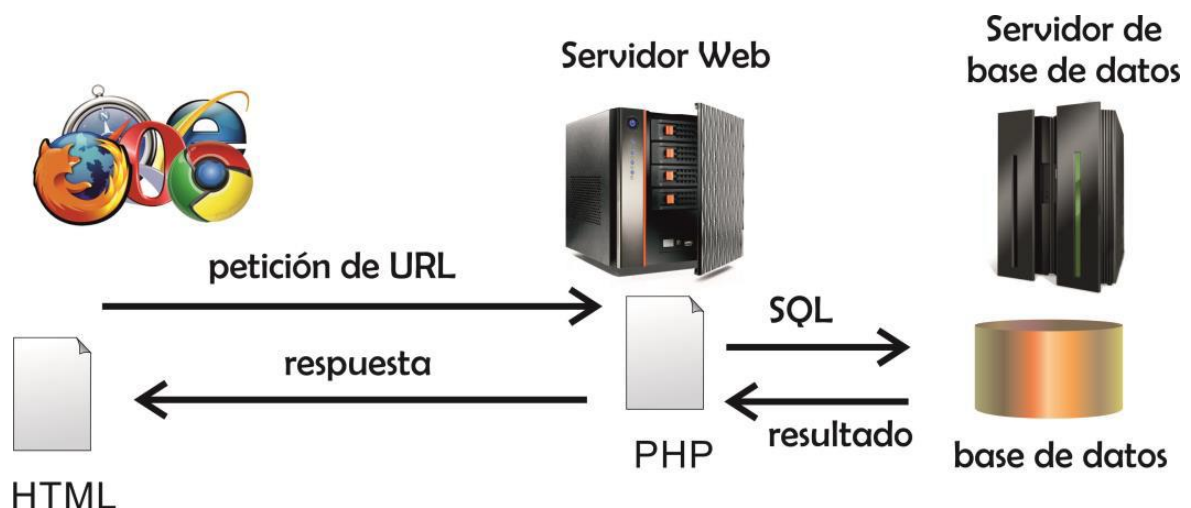 Servidor Web
Servidor de
base de datos
petición de URL
SQL
respuesta
resultado
PHP
base de datos
HTML